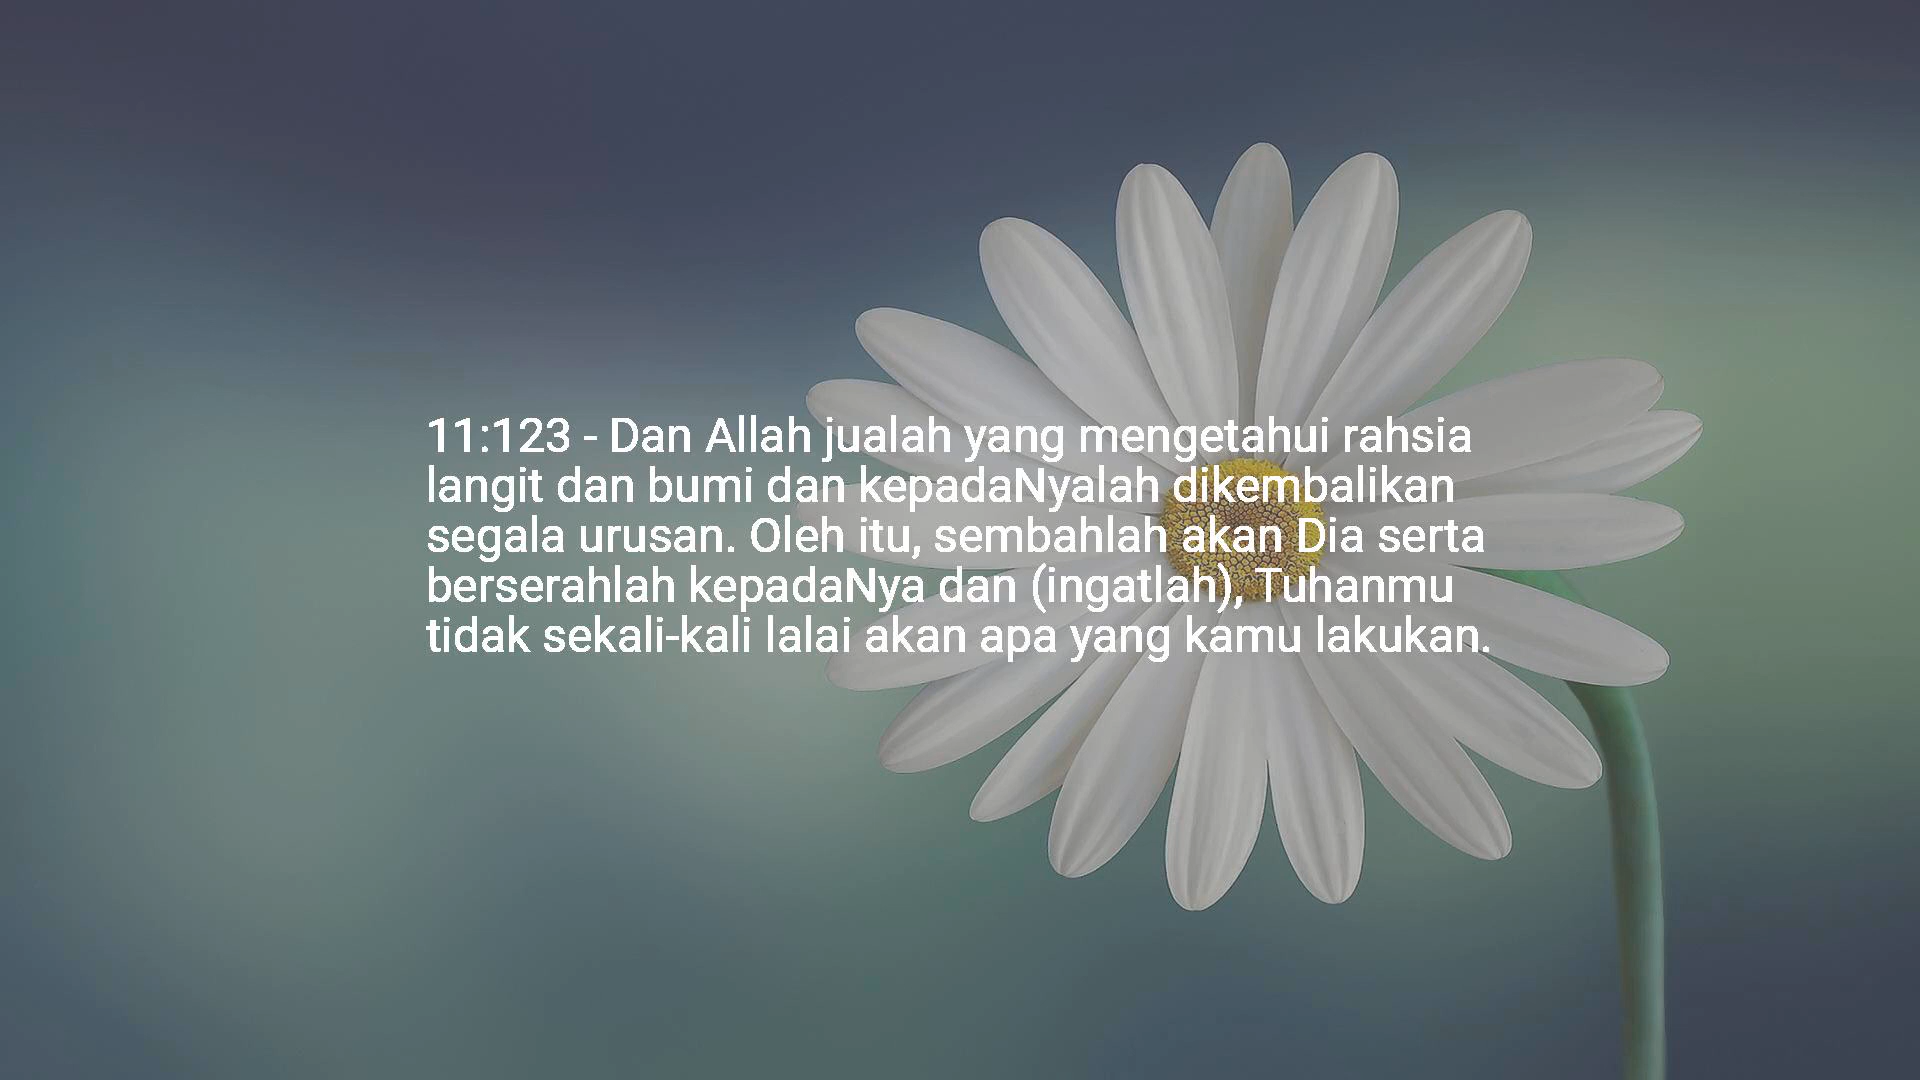 11:123 - Dan Allah jualah yang mengetahui rahsia
langit dan bumi dan kepadaNyalah dikembalikan
segala urusan. Oleh itu, sembahlah akan Dia serta
berserahlah kepadaNya dan (ingatlah), Tuhanmu
tidak sekali-kali lalai akan apa yang kamu lakukan.